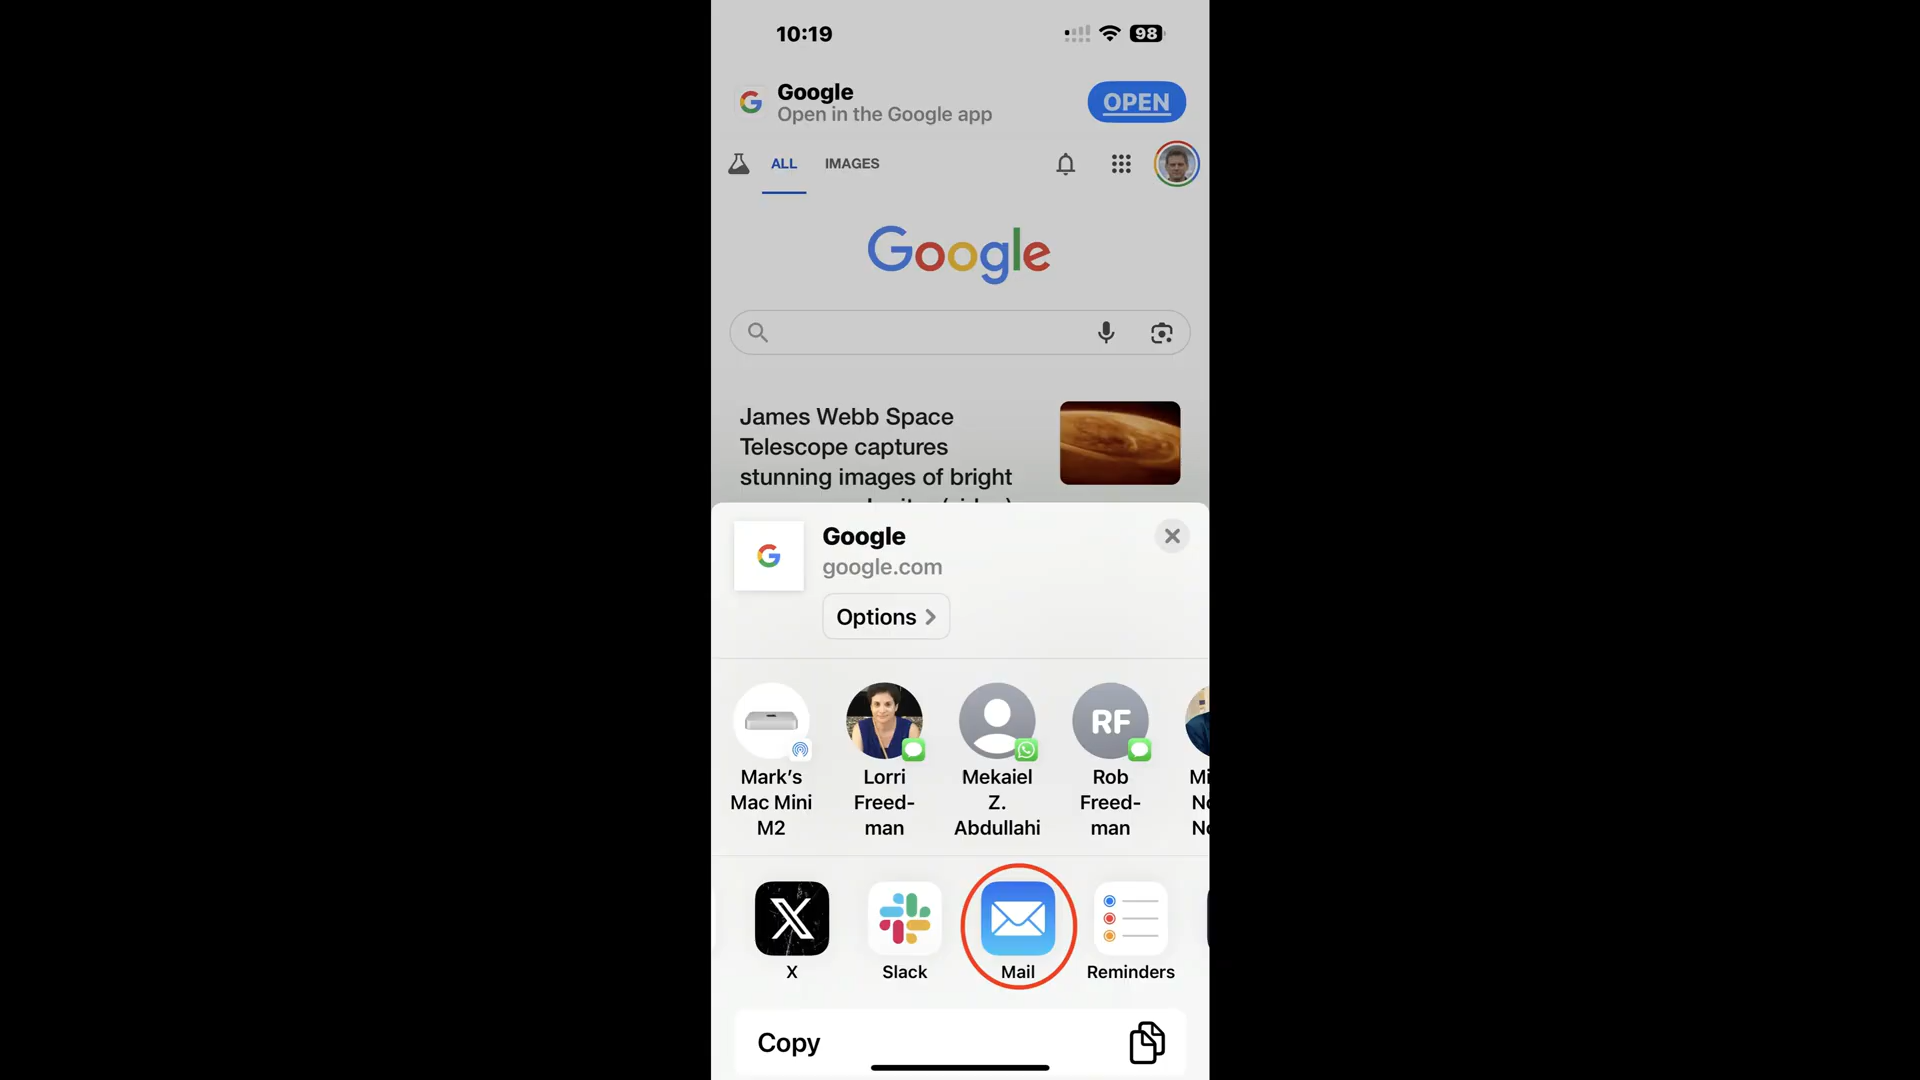 10:19
98
Google
Open in the Google app
OPEN
ALL
IMAGES
Google
James Webb Space
Telescope captures
stunning images of bright
Google
google.com
Options
RF
Mark's
Mac Mini
M2
Lorri
Freed-
man
Mekaiel
Z.
Abdullahi
Rob
Freed-
man
X
Slack
Mail
Reminders
Copy